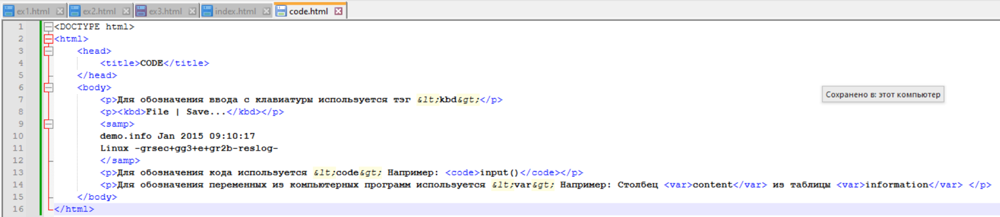 ex1.html ex2.html ex3.html index.html code.html
1 <DOCTYPE html>
2 <html>
3 <head>
4 <title>CODE</title>
5 </head>
6 <body>
7 <p>Для обозначения ввода с клавиатуры используется тэг &lt;kbd&gt;</p>
Сохранено в: этот компьютер
8 <p><kbd>File | Save...</kbd></p>
9 <samp>
10 demo.info Jan 2015 09:10:17
11 Linux -grsec+gg3+e+gr2b-reslog-
12 </samp>
13 <p>Для обозначения кода используется &lt;code&gt; Например: <code>input()</code></p>
14 <p>Для обозначения переменных из компьютерных программ используется &lt;var&gt; Например: Столбец <var>content</var> из таблицы <var>information</var> </p>
15 </body>
16 </html>